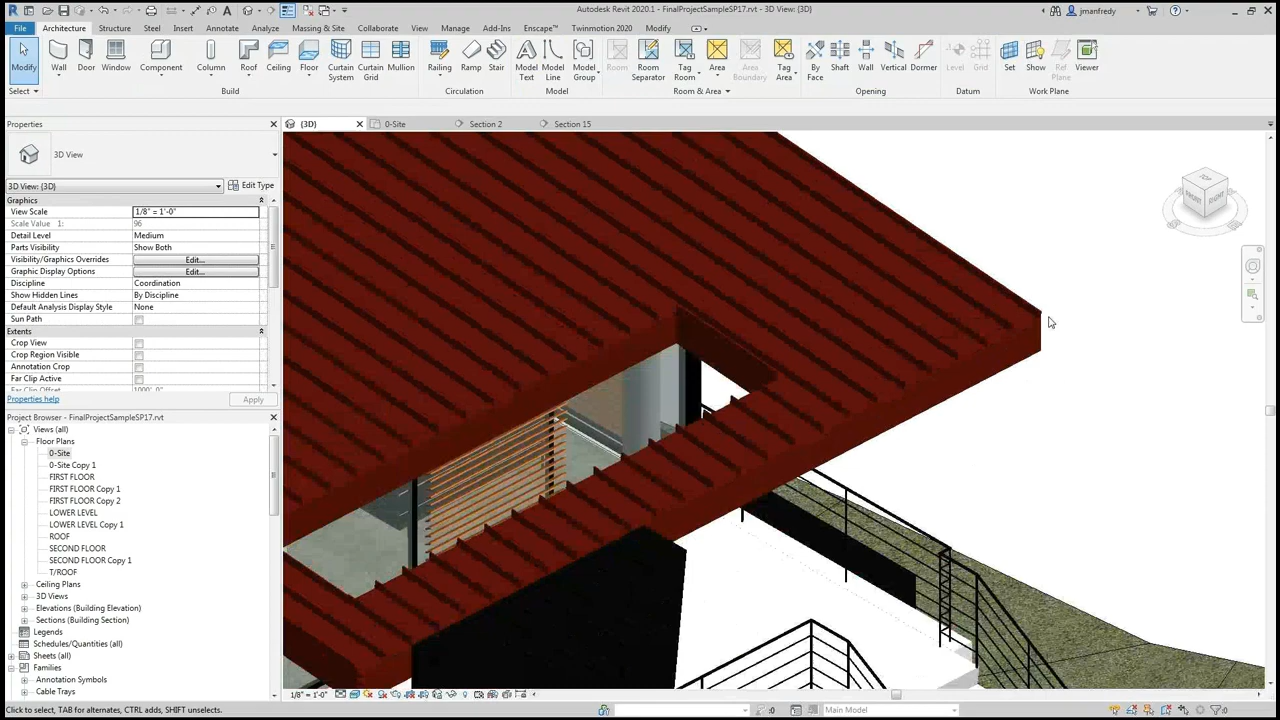 Autodesk Revit 2020.1 - FinalProjectSampleSP17.rvt - 3D View: {3D}
jmanfredy
File Architecture Structure Steel Insert Annotate Analyze Massing & Site Collaborate View Manage Add-Ins Enscape™ Twinmotion 2020 Modify
Modify Wall Door Window Component Column Roof Ceiling Floor Curtain System Curtain Grid Mullion Railing Ramp Stair Model Text Model Line Model Group Room Room Separator Tag Room Area Area Boundary Tag Area By Face Shaft Wall Vertical Dormer Level Grid Set Show Ref Plane Viewer
Select Build Circulation Model Room & Area Opening Datum Work Plane
Properties
{3D} 0-Site Section 2 Section 15
3D View
3D View: {3D} Edit Type
Graphics
View Scale 1/8" = 1'-0"
Scale Value 1: 96
Detail Level Medium
Parts Visibility Show Both
Visibility/Graphics Overrides Edit...
Graphic Display Options Edit...
Discipline Coordination
Show Hidden Lines By Discipline
Default Analysis Display Style None
Sun Path
Extents
Crop View
Crop Region Visible
Annotation Crop
Far Clip Active
Far Clip Offset 1000' 0"
Properties help Apply
Project Browser - FinalProjectSampleSP17.rvt
Views (all)
Floor Plans
0-Site
0-Site Copy 1
FIRST FLOOR
FIRST FLOOR Copy 1
FIRST FLOOR Copy 2
LOWER LEVEL
LOWER LEVEL Copy 1
ROOF
SECOND FLOOR
SECOND FLOOR Copy 1
T/ROOF
Ceiling Plans
3D Views
Elevations (Building Elevation)
Sections (Building Section)
Legends
Schedules/Quantities (all)
Sheets (all)
Families
Annotation Symbols
Cable Trays
TOP
FRONT RIGHT
1/8" = 1'-0"
Click to select, TAB for alternates, CTRL adds, SHIFT unselects. :0 Main Model :0